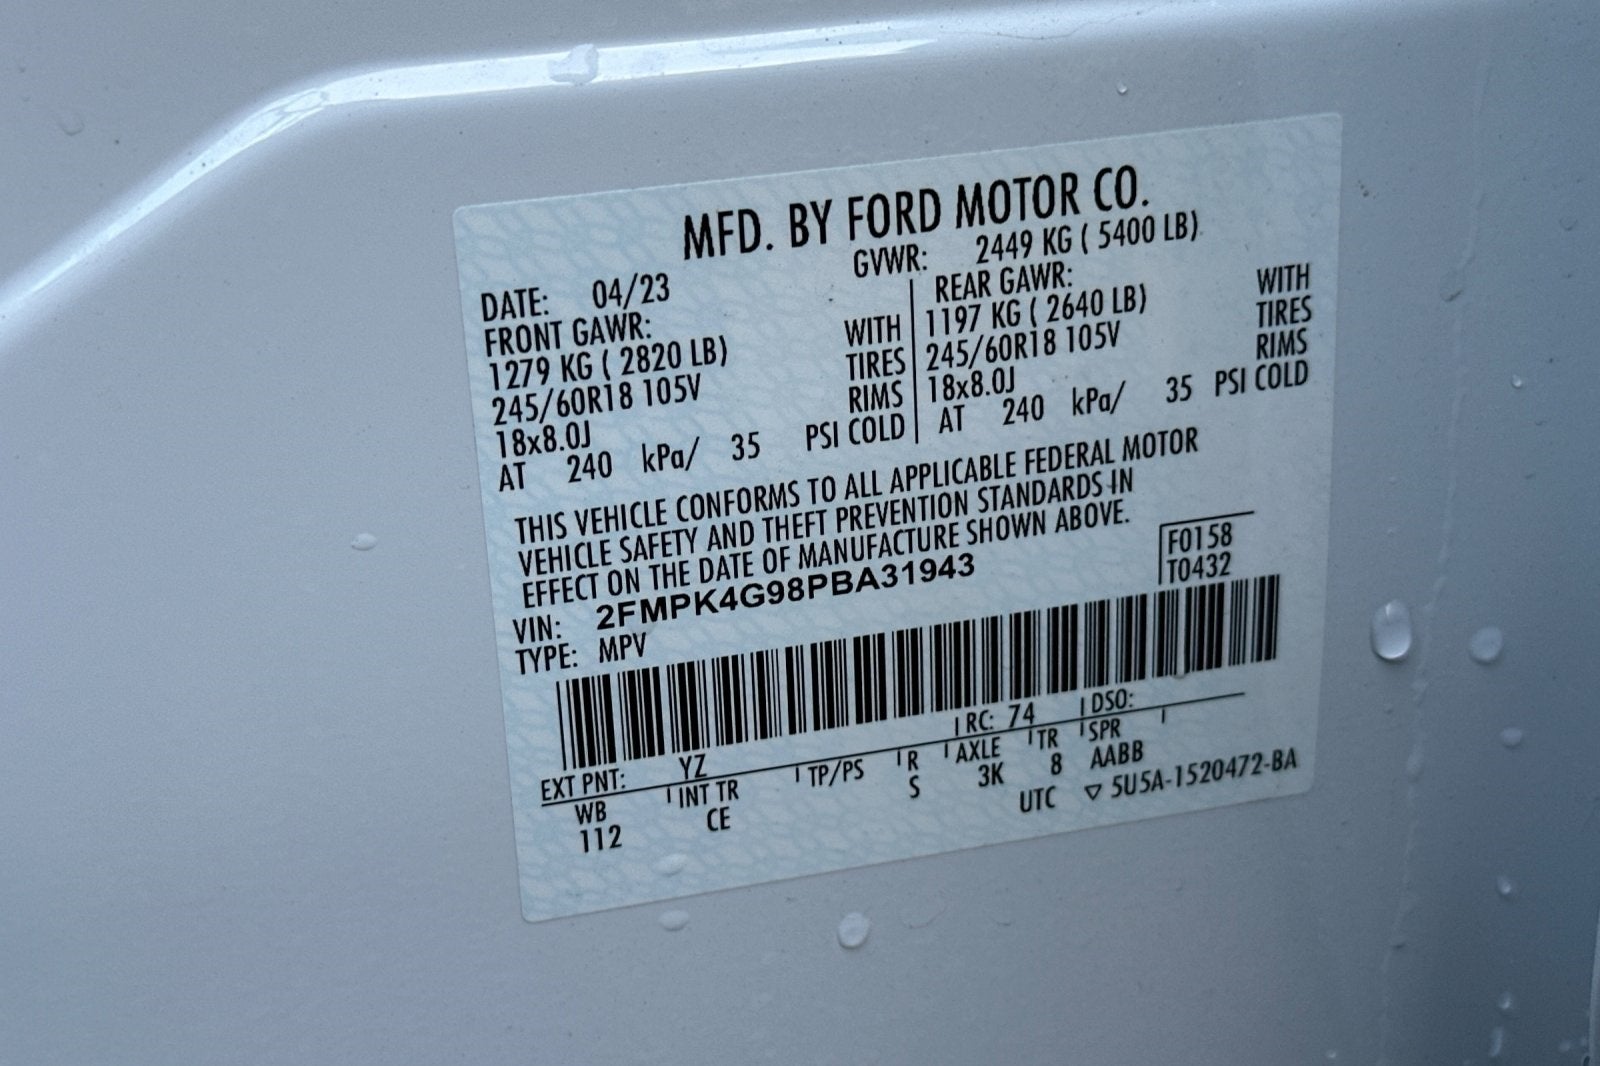 MFD. BY FORD MOTOR CO.
DATE: 04/23 GVWR: 2449 KG ( 5400 LB)
FRONT GAWR: REAR GAWR:
1279 KG ( 2820 LB) WITH 1197 KG ( 2640 LB) WITH
245/60R18 105V TIRES 245/60R18 105V TIRES
18x8.0J RIMS 18x8.0J RIMS
AT 240 kPa/ 35 PSI COLD AT 240 kPa/ 35 PSI COLD
THIS VEHICLE CONFORMS TO ALL APPLICABLE FEDERAL MOTOR
VEHICLE SAFETY AND THEFT PREVENTION STANDARDS IN
EFFECT ON THE DATE OF MANUFACTURE SHOWN ABOVE.
VIN: 2FMPK4G98PBA31943 F0158
TYPE: MPV T0432
EXT PNT: YZ RC: 74 DSO:
WB INT TR TP/PS R AXLE TR SPR
112 CE S 3K 8 AABB
UTC ▽ 5U5A-1520472-BA